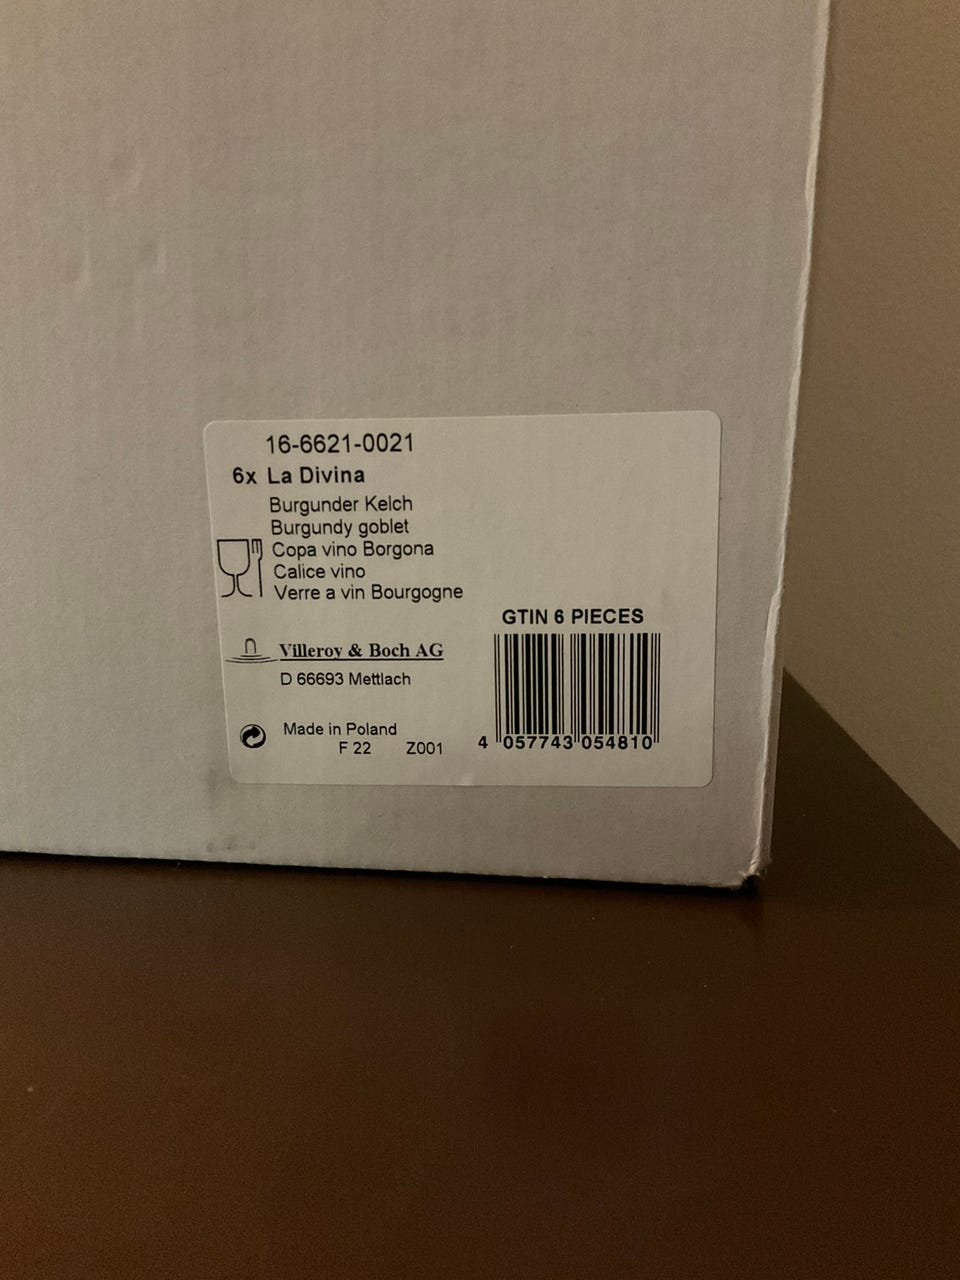 16-6621-0021
6x La Divina
Burgunder Kelch
Burgundy goblet
Copa vino Borgona
Calice vino
Verre a vin Bourgogne
GTIN 6 PIECES
Villeroy & Boch AG
D 66693 Mettlach
Made in Poland
F 22 Z001
4 057743 054810